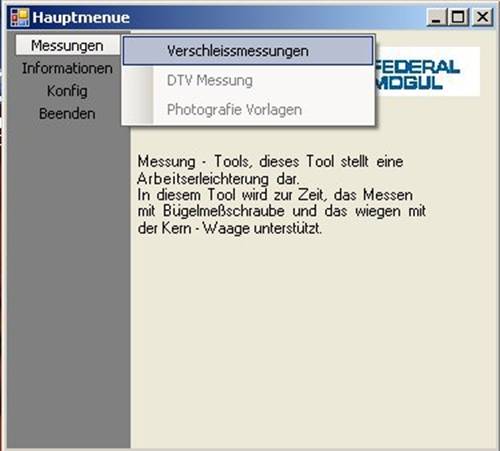 Hauptmenue
Messungen
Informationen
Konfig
Beenden
Verschleissmessungen
DTV Messung
Photografie Vorlagen
FEDERAL
MOGUL
Messung - Tools, dieses Tool stellt eine
Arbeitserleichterung dar.
In diesem Tool wird zur Zeit, das Messen
mit Bügelmeßschraube und das wiegen mit
der Kern - Waage unterstützt.